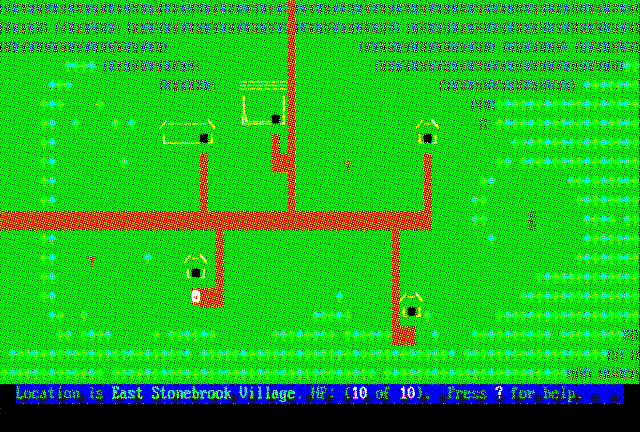 Location is East Stonebrook Village. HP: (10 of 10). Press ? for help.